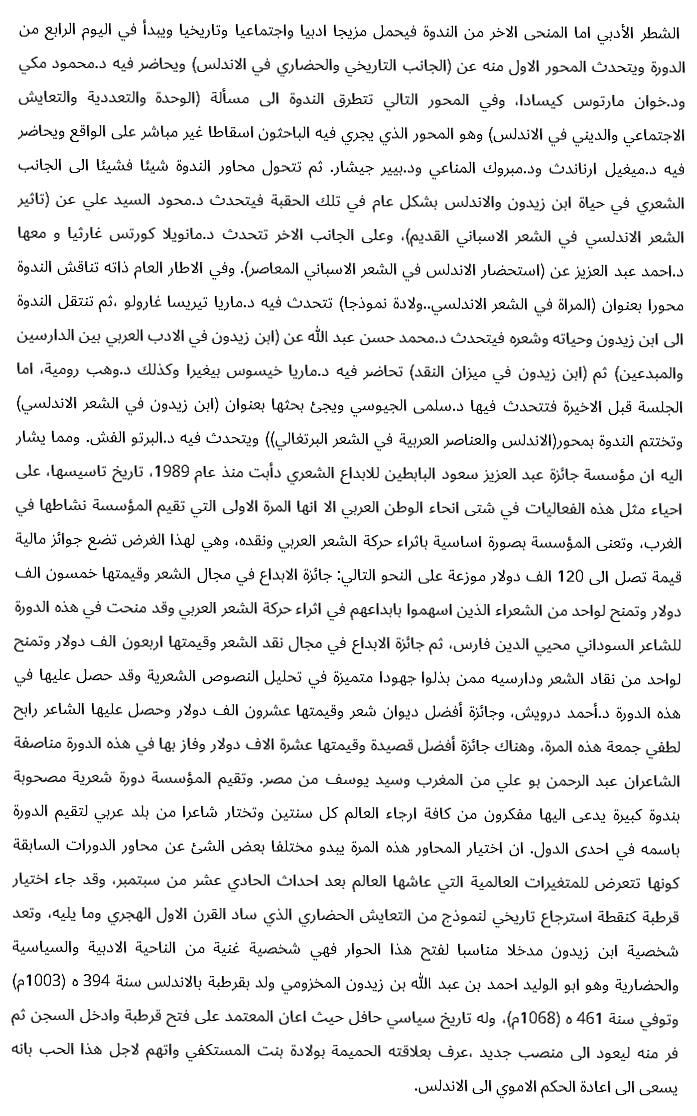 الشطر الأدبي اما المنحى الاخر من الندوة فيحمل مزيجا ادبيا واجتماعيا وتاريخيا ويبدأ في اليوم الرابع من
الدورة ويتحدث المحور الاول منه عن (الجانب التاريخي والحضاري في الاندلس) ويحاضر فيه د.محمود مكي
ود.خوان مارتوس كيسادا، وفي المحور التالي تتطرق الندوة الى مسألة (الوحدة والتعددية والتعايش
الاجتماعي والديني في الاندلس) وهو المحور الذي يجري فيه الباحثون اسقاطا غير مباشر على الواقع ويحاضر
فيه د.ميغيل ارناندث ود.مبروك المناعي ود.بيير جيشار. ثم تتحول محاور الندوة شيئا فشيئا الى الجانب
الشعري في حياة ابن زيدون والاندلس بشكل عام في تلك الحقبة فيتحدث د.محود السيد علي عن (تاثير
الشعر الاندلسي في الشعر الاسباني القديم)، وعلى الجانب الاخر تتحدث د.مانويلا كورتس غارثيا و معها
د.احمد عبد العزيز عن (استحضار الاندلس في الشعر الاسباني المعاصر). وفي الاطار العام ذاته تناقش الندوة
محورا بعنوان (المراة في الشعر الاندلسي..ولادة نموذجا) تتحدث فيه د.ماريا تيريسا غارولو ،ثم تنتقل الندوة
الى ابن زيدون وحياته وشعره فيتحدث د.محمد حسن عبد الله عن (ابن زيدون في الادب العربي بين الدارسين
والمبدعين) ثم (ابن زيدون في ميزان النقد) تحاضر فيه د.ماريا خيسوس بيغيرا وكذلك د.وهب رومية، اما
الجلسة قبل الاخيرة فتتحدث فيها د.سلمى الجيوسي ويجئ بحثها بعنوان (ابن زيدون في الشعر الاندلسي)
وتختتم الندوة بمحور(الاندلس والعناصر العربية في الشعر البرتغالي)) ويتحدث فيه د.البرتو الفش. ومما يشار
اليه ان مؤسسة جائزة عبد العزيز سعود البابطين للابداع الشعري دأبت منذ عام 1989، تاريخ تاسيسها، على
احياء مثل هذه الفعاليات في شتى انحاء الوطن العربي الا انها المرة الاولى التي تقيم المؤسسة نشاطها في
الغرب، وتعنى المؤسسة بصورة اساسية باثراء حركة الشعر العربي ونقده، وهي لهذا الغرض تضع جوائز مالية
قيمة تصل الى 120 الف دولار موزعة على النحو التالي: جائزة الابداع في مجال الشعر وقيمتها خمسون الف
دولار وتمنح لواحد من الشعراء الذين اسهموا بابداعهم في اثراء حركة الشعر العربي وقد منحت في هذه الدورة
للشاعر السوداني محيي الدين فارس، ثم جائزة الابداع في مجال نقد الشعر وقيمتها اربعون الف دولار وتمنح
لواحد من نقاد الشعر ودارسيه ممن بذلوا جهودا متميزة في تحليل النصوص الشعرية وقد حصل عليها في
هذه الدورة د.أحمد درويش، وجائزة أفضل ديوان شعر وقيمتها عشرون الف دولار وحصل عليها الشاعر رابح
لطفي جمعة هذه المرة، وهناك جائزة أفضل قصيدة وقيمتها عشرة الاف دولار وفاز بها في هذه الدورة مناصفة
الشاعران عبد الرحمن بو علي من المغرب وسيد يوسف من مصر. وتقيم المؤسسة دورة شعرية مصحوبة
بندوة كبيرة يدعى اليها مفكرون من كافة ارجاء العالم كل سنتين وتختار شاعرا من بلد عربي لتقيم الدورة
باسمه في احدى الدول. ان اختيار المحاور هذه المرة يبدو مختلفا بعض الشئ عن محاور الدورات السابقة
كونها تتعرض للمتغيرات العالمية التي عاشها العالم بعد احداث الحادي عشر من سبتمبر، وقد جاء اختيار
قرطبة كنقطة استرجاع تاريخي لنموذج من التعايش الحضاري الذي ساد القرن الاول الهجري وما يليه، وتعد
شخصية ابن زيدون مدخلا مناسبا لفتح هذا الحوار فهي شخصية غنية من الناحية الادبية والسياسية
والحضارية وهو ابو الوليد احمد بن عبد الله بن زيدون المخزومي ولد بقرطبة بالاندلس سنة 394 ه (1003م)
وتوفي سنة 461 ه (1068م)، وله تاريخ سياسي حافل حيث اعان المعتمد على فتح قرطبة وادخل السجن ثم
فر منه ليعود الى منصب جديد ،عرف بعلاقته الحميمة بولادة بنت المستكفي واتهم لاجل هذا الحب بانه
يسعى الى اعادة الحكم الاموي الى الاندلس.